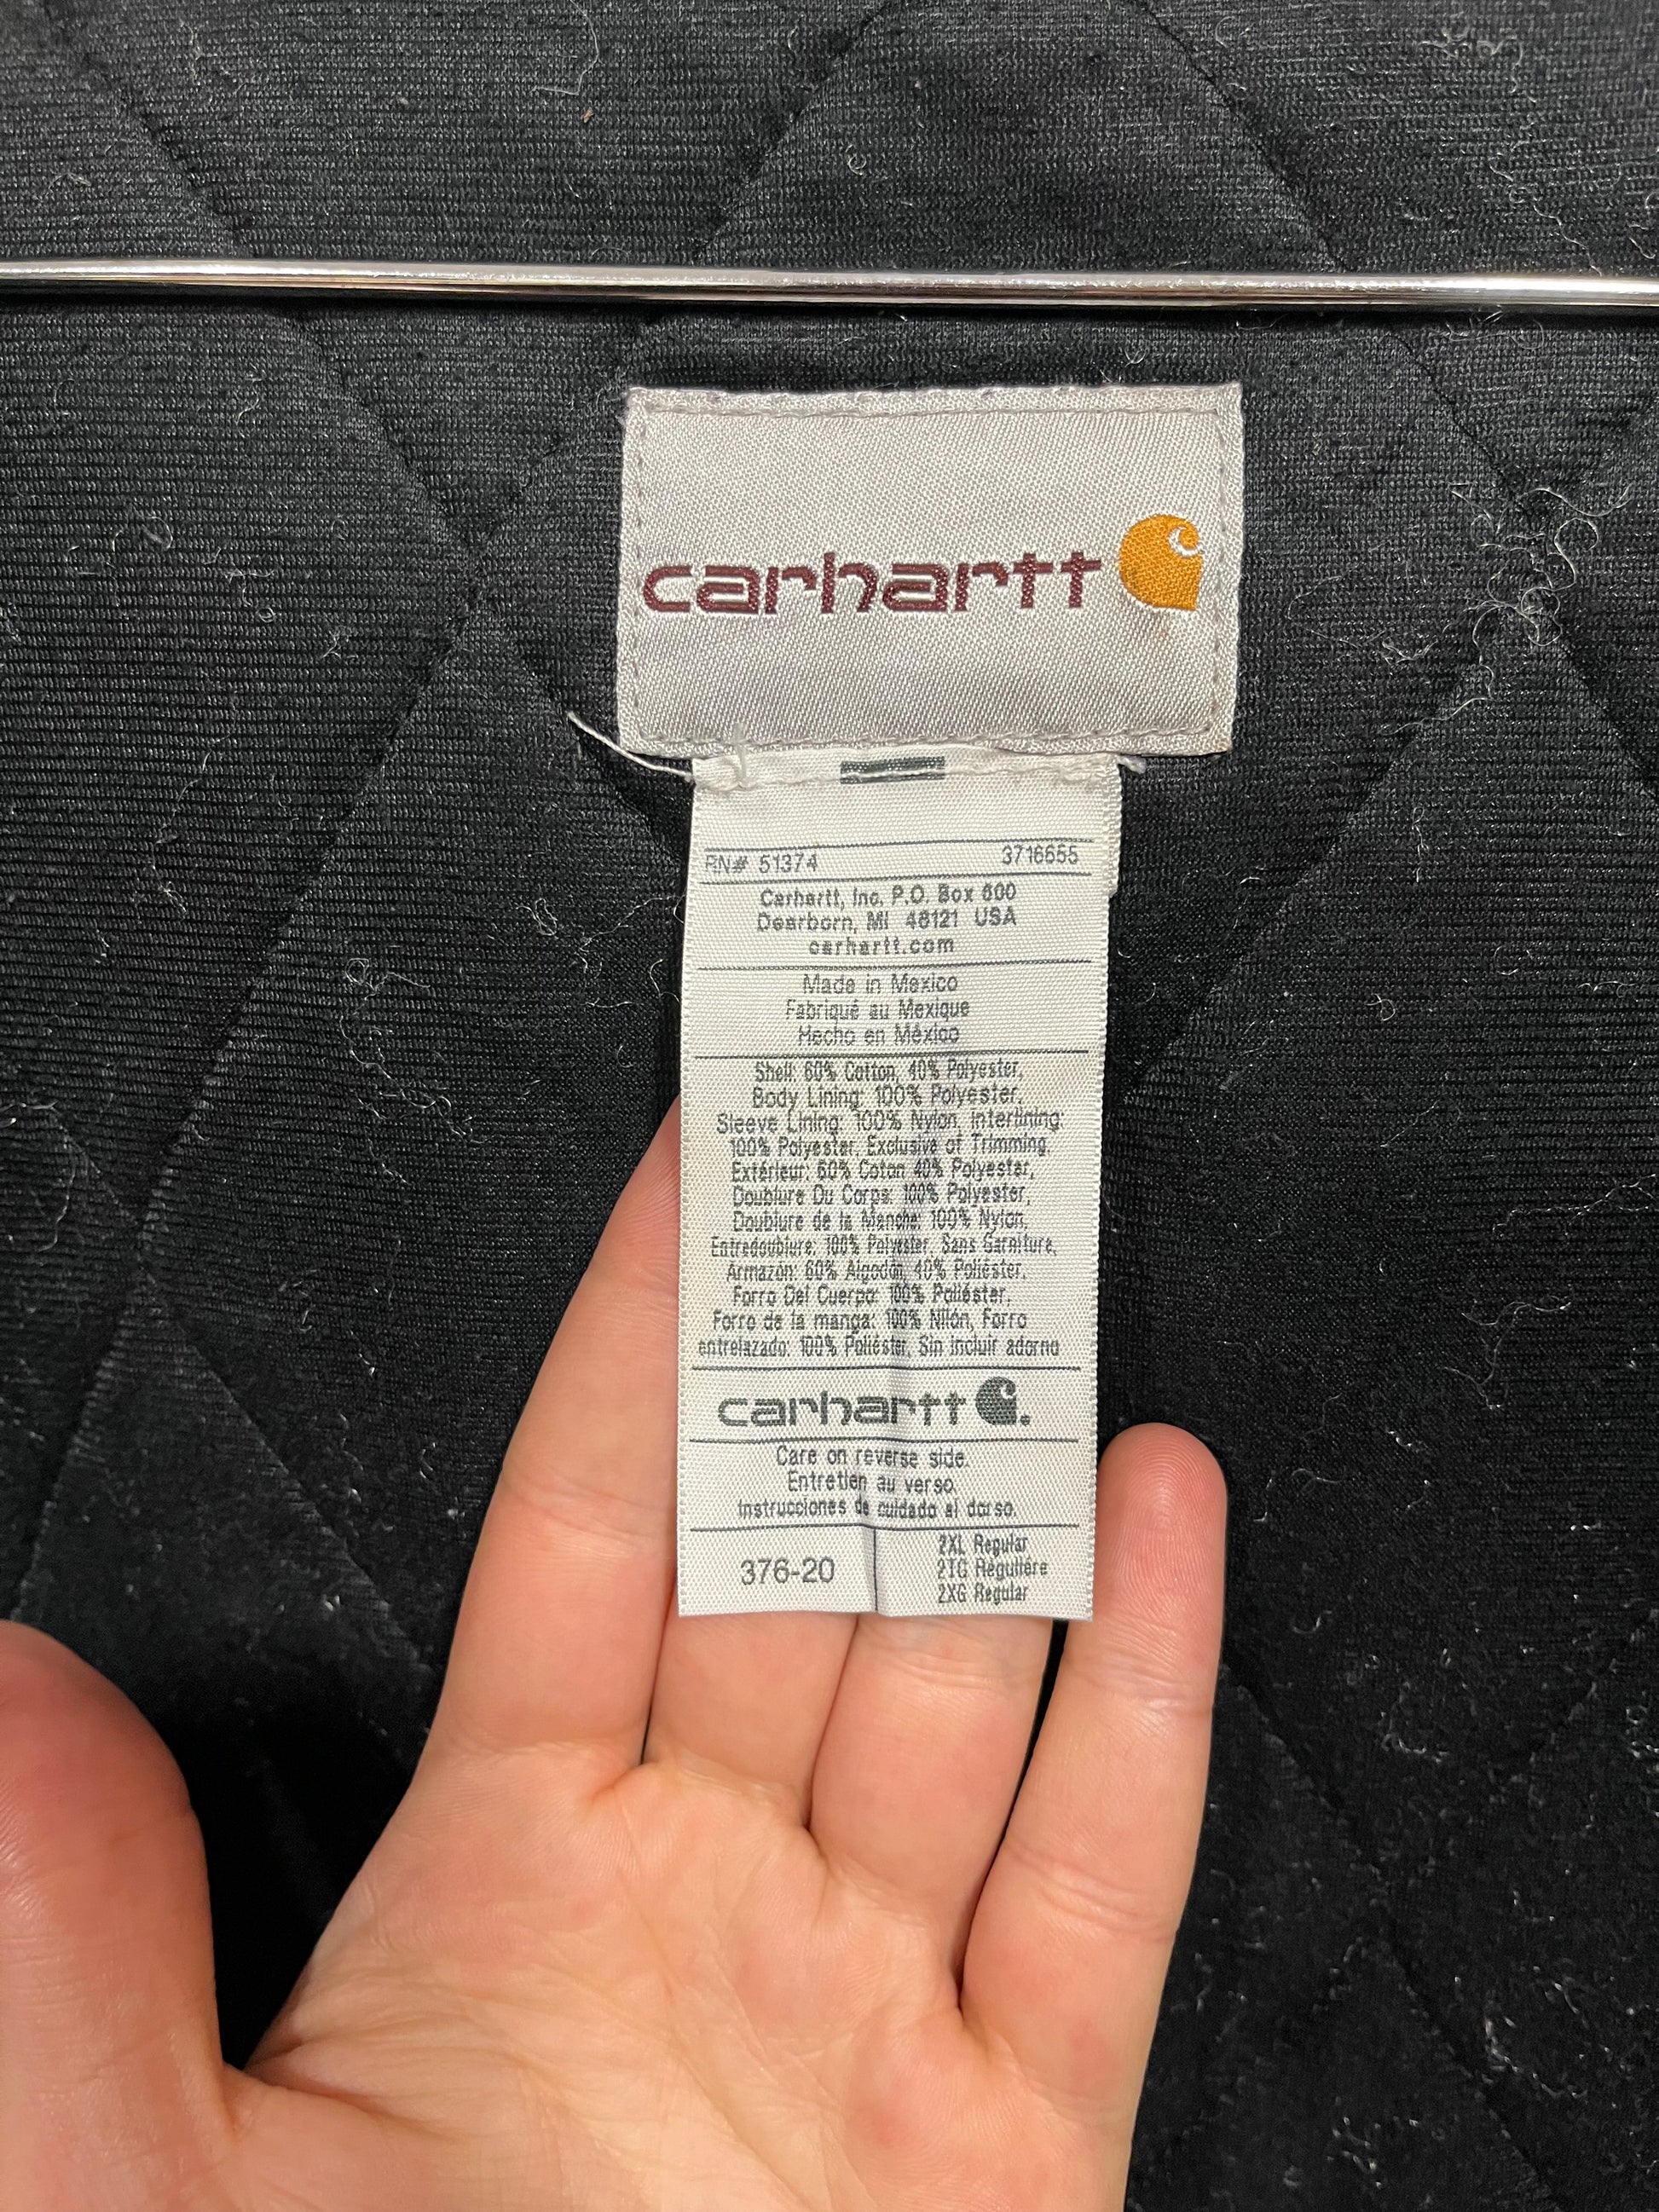 carhartt
RN# 51374 3716655
Carhartt, Inc. P.O. Box 600
Dearborn, MI 48121 USA
carhartt.com
Made in Mexico
Fabriqué au Mexique
Hecho en México
Shell: 60% Cotton, 40% Polyester,
Body Lining: 100% Polyester,
Sleeve Lining: 100% Nylon, Interlining:
100% Polyester, Exclusive of Trimming,
Extérieur: 60% Coton 40% Polyester,
Doublure Du Corps: 100% Polyester,
Doublure de la Manche: 100% Nylon,
Entredoublure: 100% Polyester, Sans Garniture,
Armazón: 60% Algodón, 40% Poliéster,
Forro Del Cuerpo: 100% Poliéster,
Forro de la manga: 100% Nilón, Forro
entrelazado: 100% Poliéster, Sin incluir adorno
carhartt
Care on reverse side.
Entretien au verso.
Instrucciones de cuidado al dorso.
376-20
2XL Regular
2TG Régulière
2XG Regular